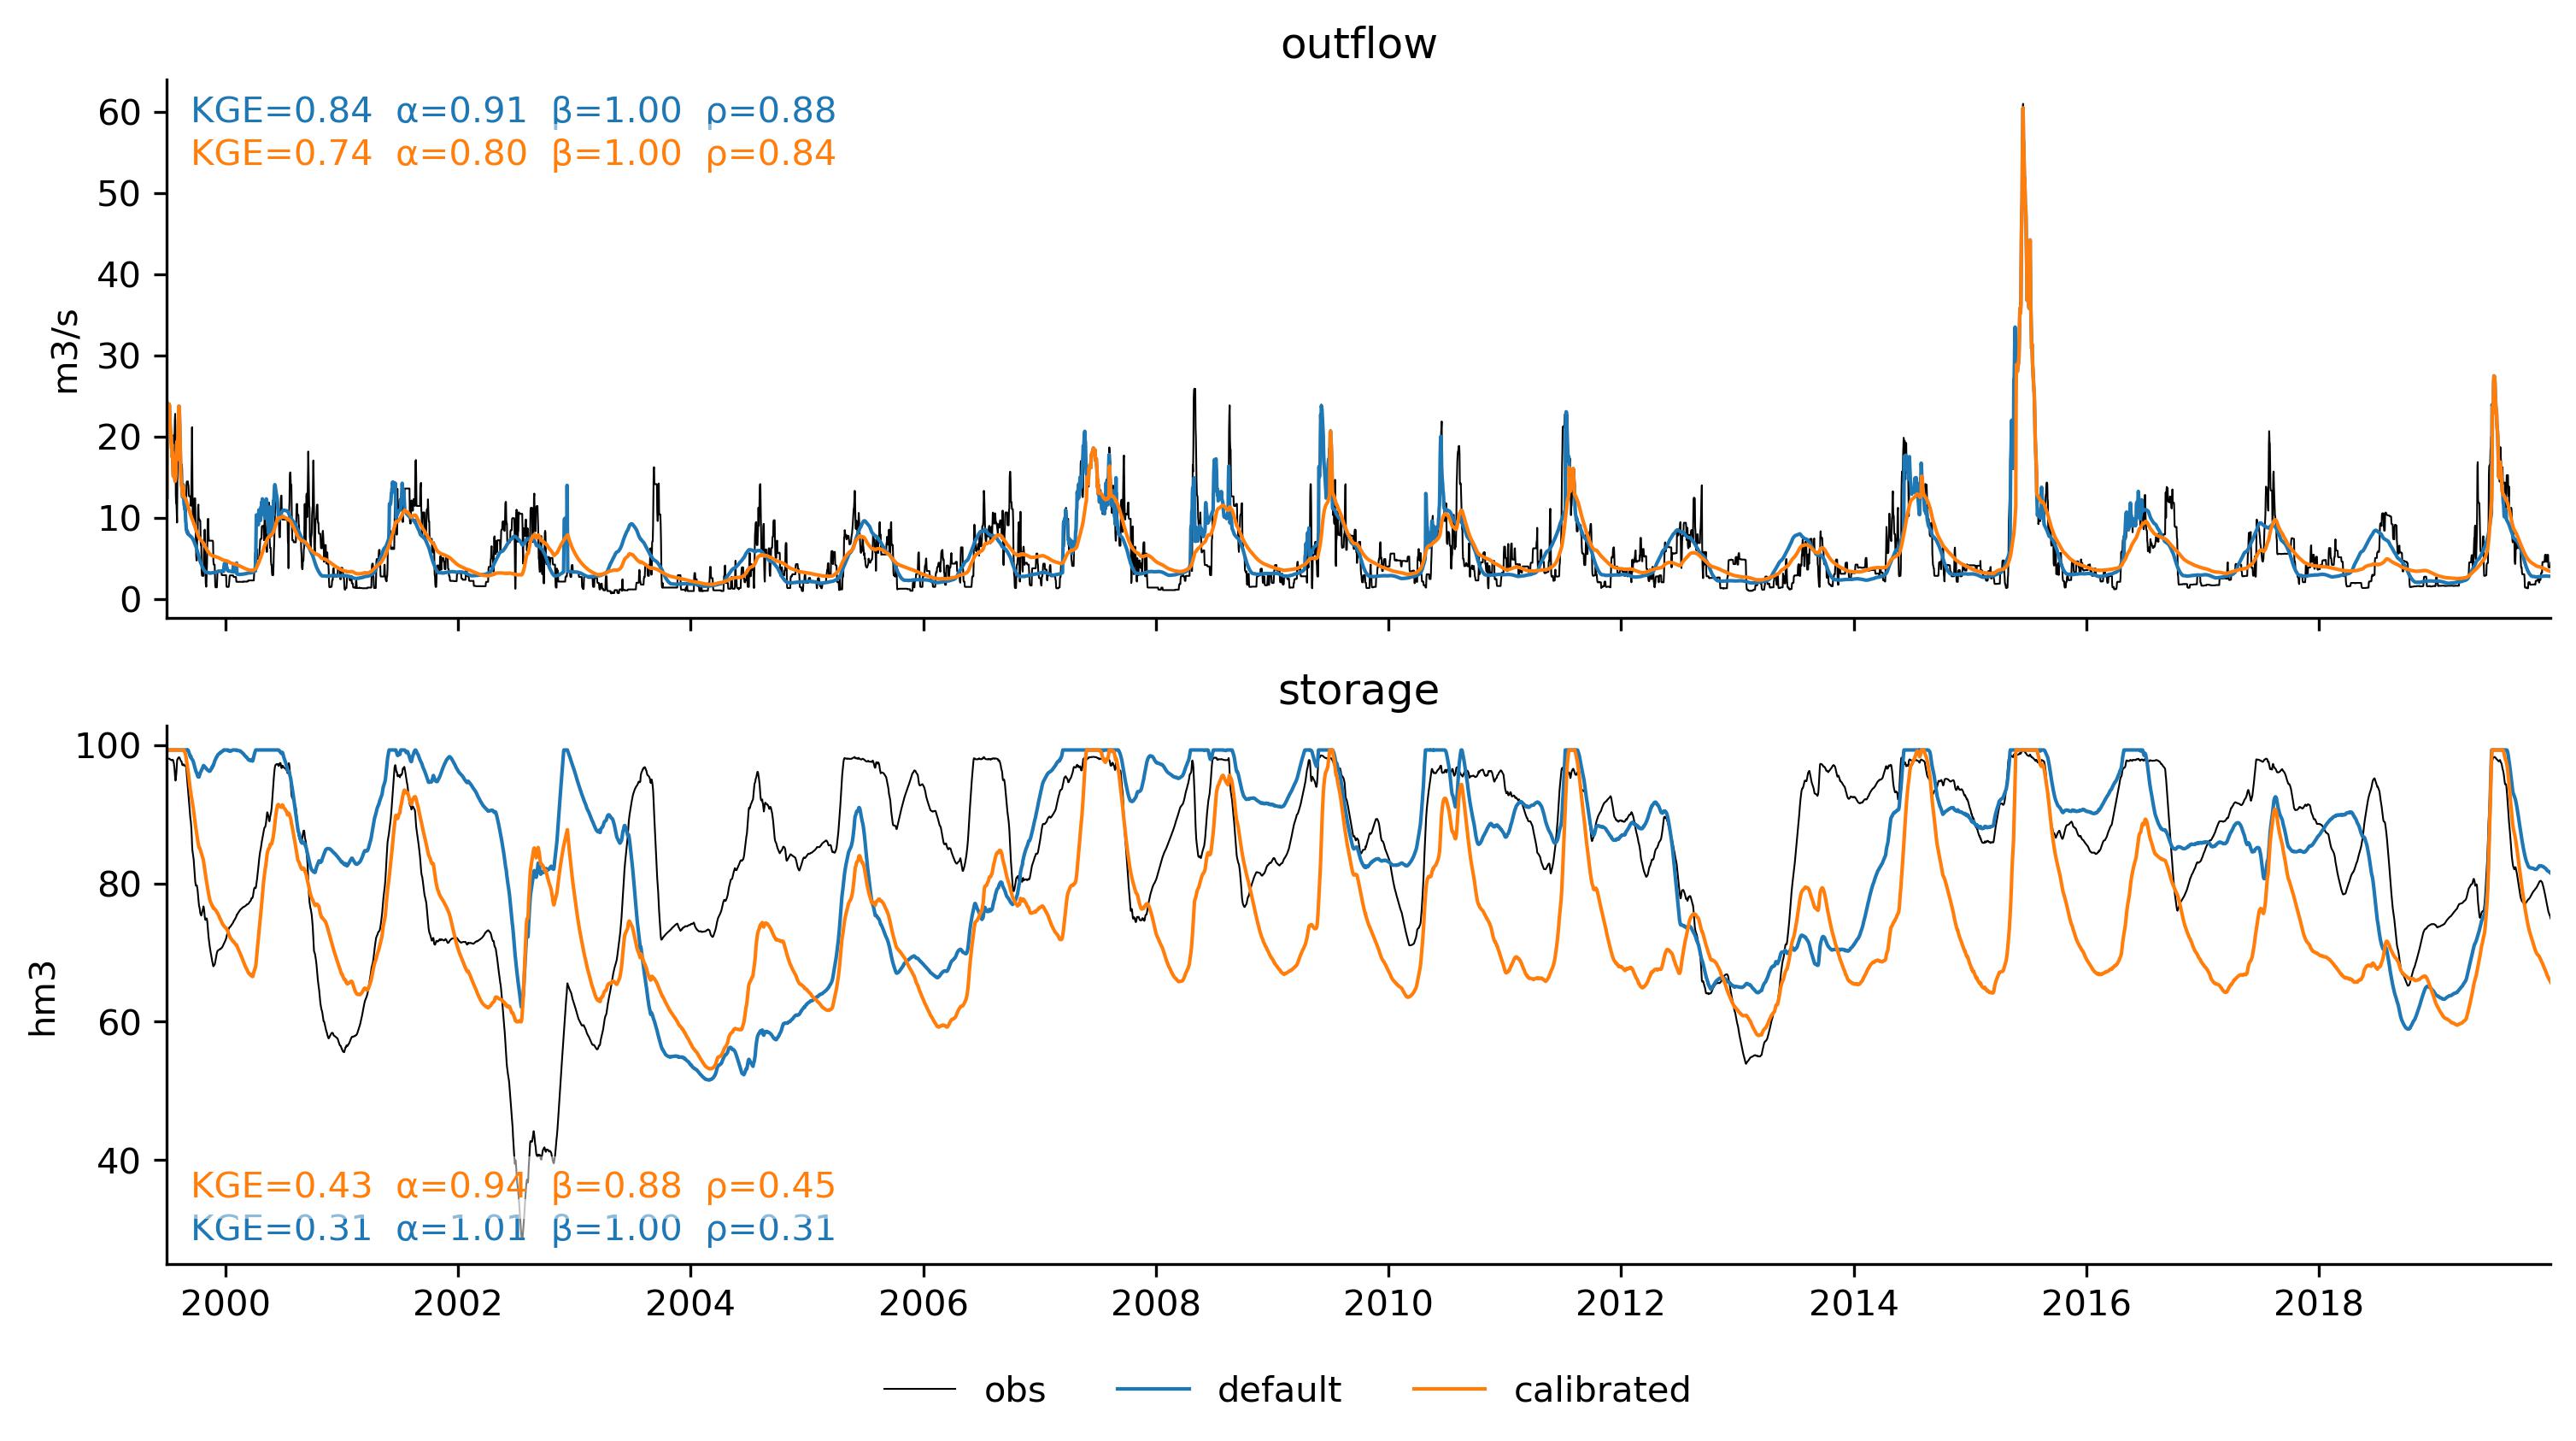 outflow
KGE=0.84 α=0.91 β=1.00 ρ=0.88
KGE=0.74 α=0.80 β=1.00 ρ=0.84
60
50
40
30
20
10
0
m3/s
storage
100
80
60
40
hm3
KGE=0.43 α=0.94 β=0.88 ρ=0.45
KGE=0.31 α=1.01 β=1.00 ρ=0.31
2000 2002 2004 2006 2008 2010 2012 2014 2016 2018
obs default calibrated